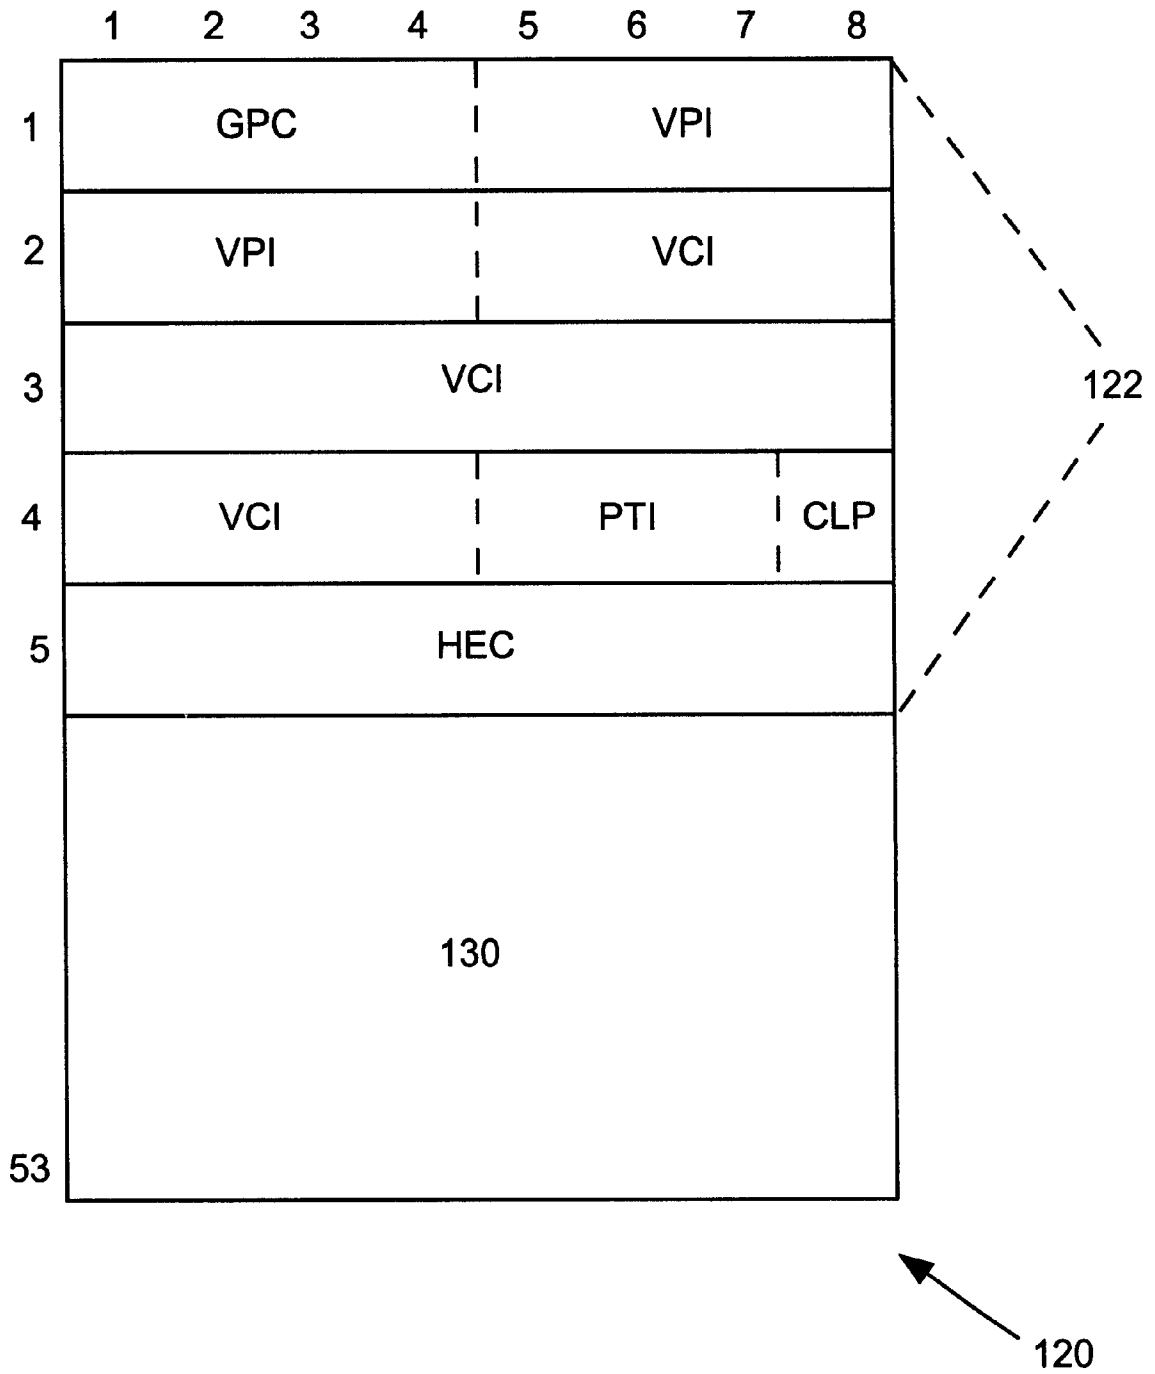 1 2 3 4 5 6 7 8
1 GPC VPI
2 VPI VCI
3 VCI
122
4 VCI PTI CLP
5 HEC
130
53
120